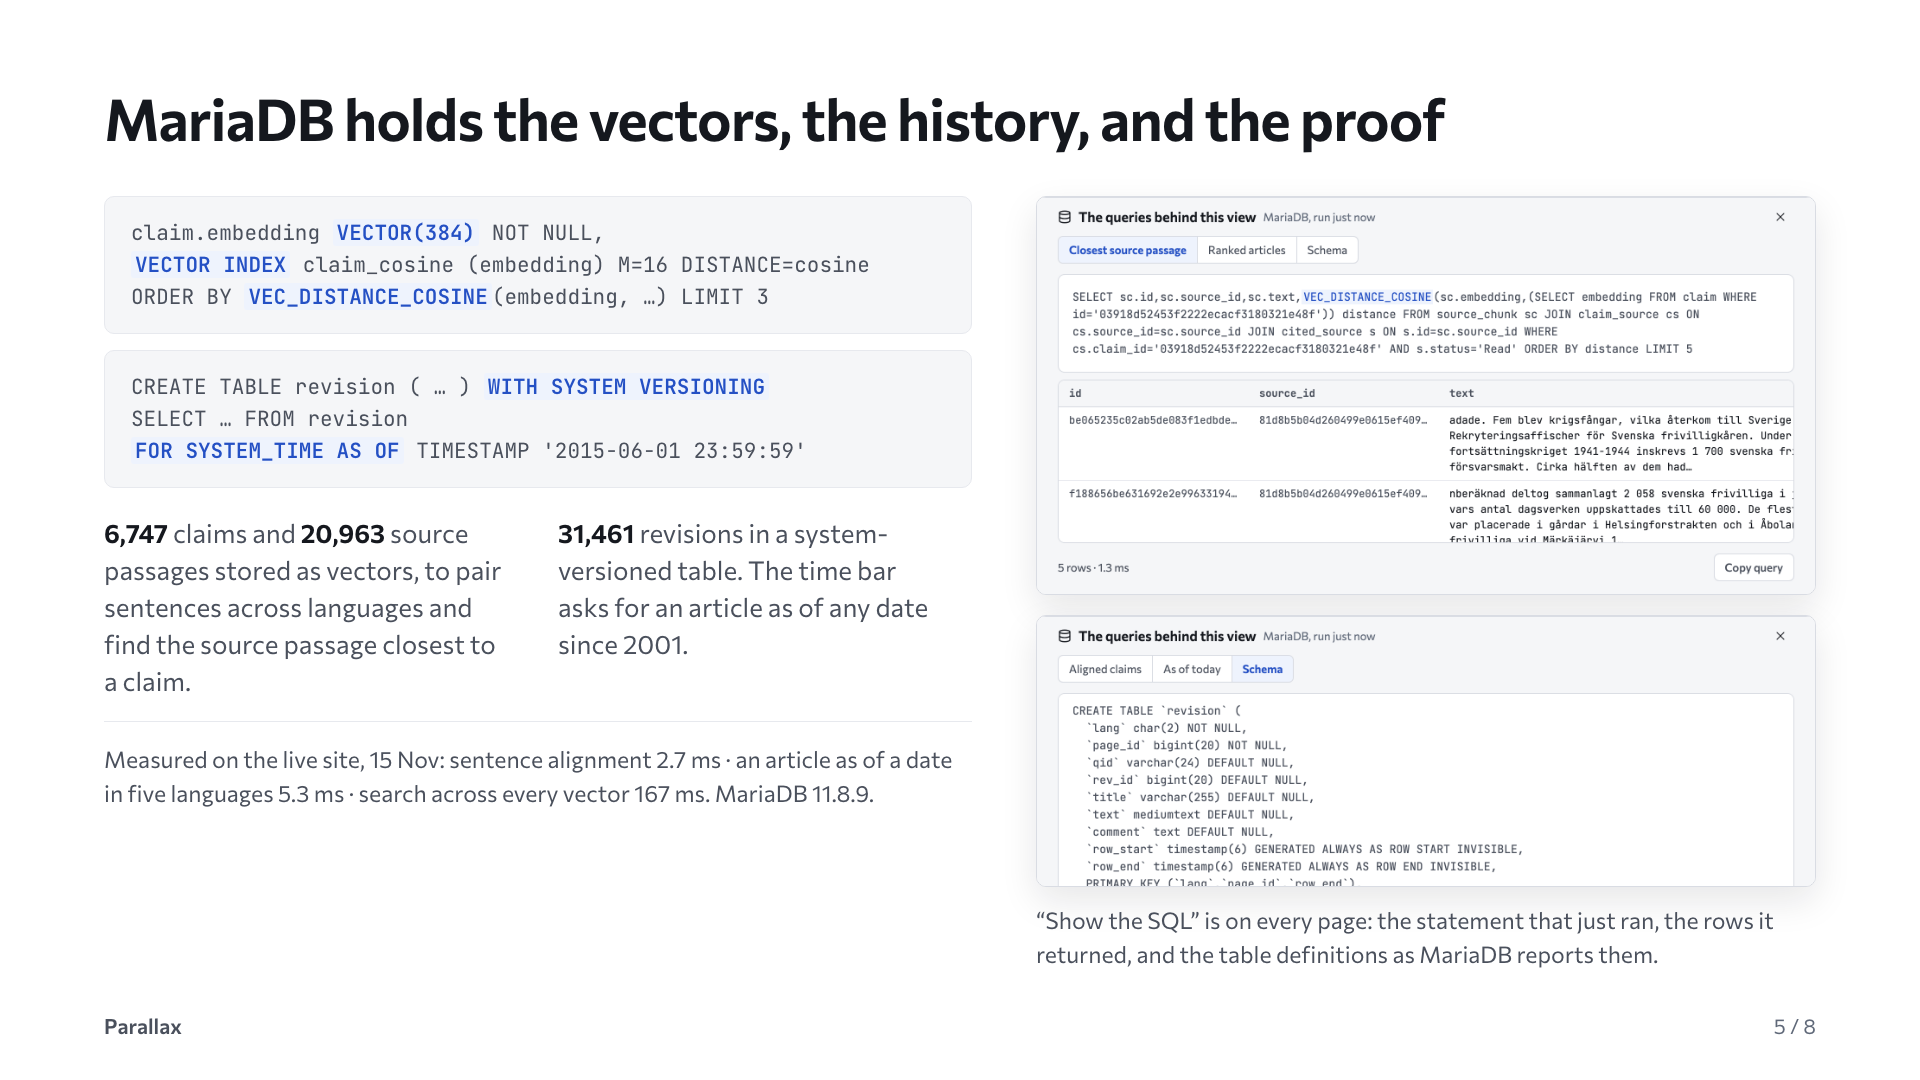 MariaDB holds the vectors, the history, and the proof
claim.embedding VECTOR(384) NOT NULL,
VECTOR INDEX claim_cosine (embedding) M=16 DISTANCE=cosine
ORDER BY VEC_DISTANCE_COSINE(embedding, …) LIMIT 3
CREATE TABLE revision ( … ) WITH SYSTEM VERSIONING
SELECT … FROM revision
FOR SYSTEM_TIME AS OF TIMESTAMP '2015-06-01 23:59:59'
6,747 claims and 20,963 source
passages stored as vectors, to pair
sentences across languages and
find the source passage closest to
a claim.
31,461 revisions in a system-
versioned table. The time bar
asks for an article as of any date
since 2001.
Measured on the live site, 15 Nov: sentence alignment 2.7 ms · an article as of a date
in five languages 5.3 ms · search across every vector 167 ms. MariaDB 11.8.9.
The queries behind this view MariaDB, run just now ×
Closest source passage Ranked articles Schema
SELECT sc.id,sc.source_id,sc.text,VEC_DISTANCE_COSINE(sc.embedding,(SELECT embedding FROM claim WHERE
id='03918d52453f2222ecacf3180321e48f')) distance FROM source_chunk sc JOIN claim_source cs ON
cs.source_id=sc.source_id JOIN cited_source s ON s.id=sc.source_id WHERE
cs.claim_id='03918d52453f2222ecacf3180321e48f' AND s.status='Read' ORDER BY distance LIMIT 5
id source_id text
be065235c02ab5de083f1edbde… 81d8b5b04d260499e0615ef409… adade. Fem blev krigsfångar, vilka återkom till Sverige
Rekryteringsaffischer för Svenska frivilligkåren. Under
fortsättningskriget 1941-1944 inskrevs 1 700 svenska fri
försvarsmakt. Cirka hälften av dem had…
f188656be631692e2e99633194… 81d8b5b04d260499e0615ef409… nberäknad deltog sammanlagt 2 058 svenska frivilliga i
vars antal dagsverken uppskattades till 60 000. De fles
var placerade i gårdar i Helsingforstrakten och i Åbola
frivilliga vid Märkäjärvi 1
5 rows · 1.3 ms Copy query
The queries behind this view MariaDB, run just now ×
Aligned claims As of today Schema
CREATE TABLE `revision` (
`lang` char(2) NOT NULL,
`page_id` bigint(20) NOT NULL,
`qid` varchar(24) DEFAULT NULL,
`rev_id` bigint(20) DEFAULT NULL,
`title` varchar(255) DEFAULT NULL,
`text` mediumtext DEFAULT NULL,
`comment` text DEFAULT NULL,
`row_start` timestamp(6) GENERATED ALWAYS AS ROW START INVISIBLE,
`row_end` timestamp(6) GENERATED ALWAYS AS ROW END INVISIBLE,
PRIMARY KEY (`lang`,`page_id`,`row_end`)
“Show the SQL” is on every page: the statement that just ran, the rows it
returned, and the table definitions as MariaDB reports them.
Parallax
5 / 8